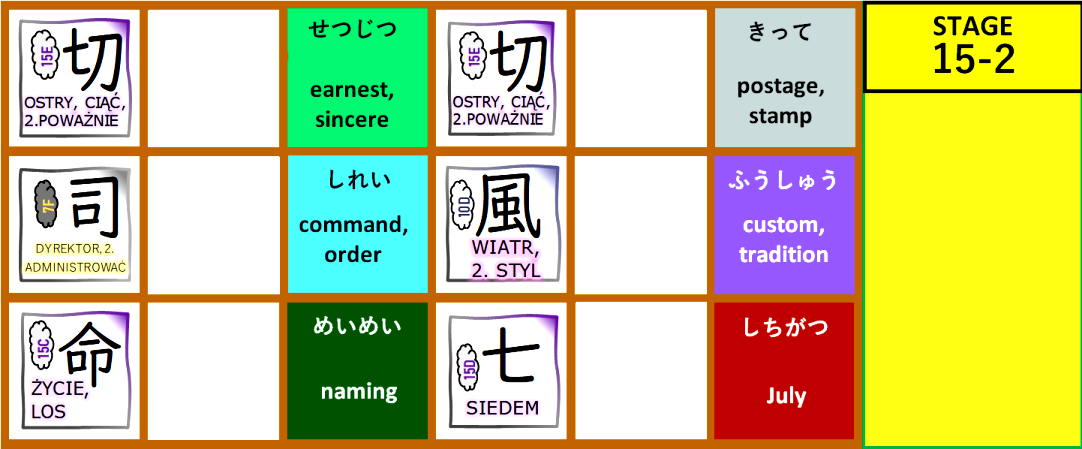 15E
切
OSTRY, CIĄĆ,
2.POWAŻNIE
せつじつ
earnest,
sincere
15E
切
OSTRY, CIĄĆ,
2.POWAŻNIE
きって
postage,
stamp
STAGE
15-2
7F
司
DYREKTOR, 2.
ADMINISTROWAĆ
しれい
command,
order
10D
風
WIATR,
2. STYL
ふうしゅう
custom,
tradition
15C
命
ŻYCIE,
LOS
めいめい
naming
15D
七
SIEDEM
しちがつ
July